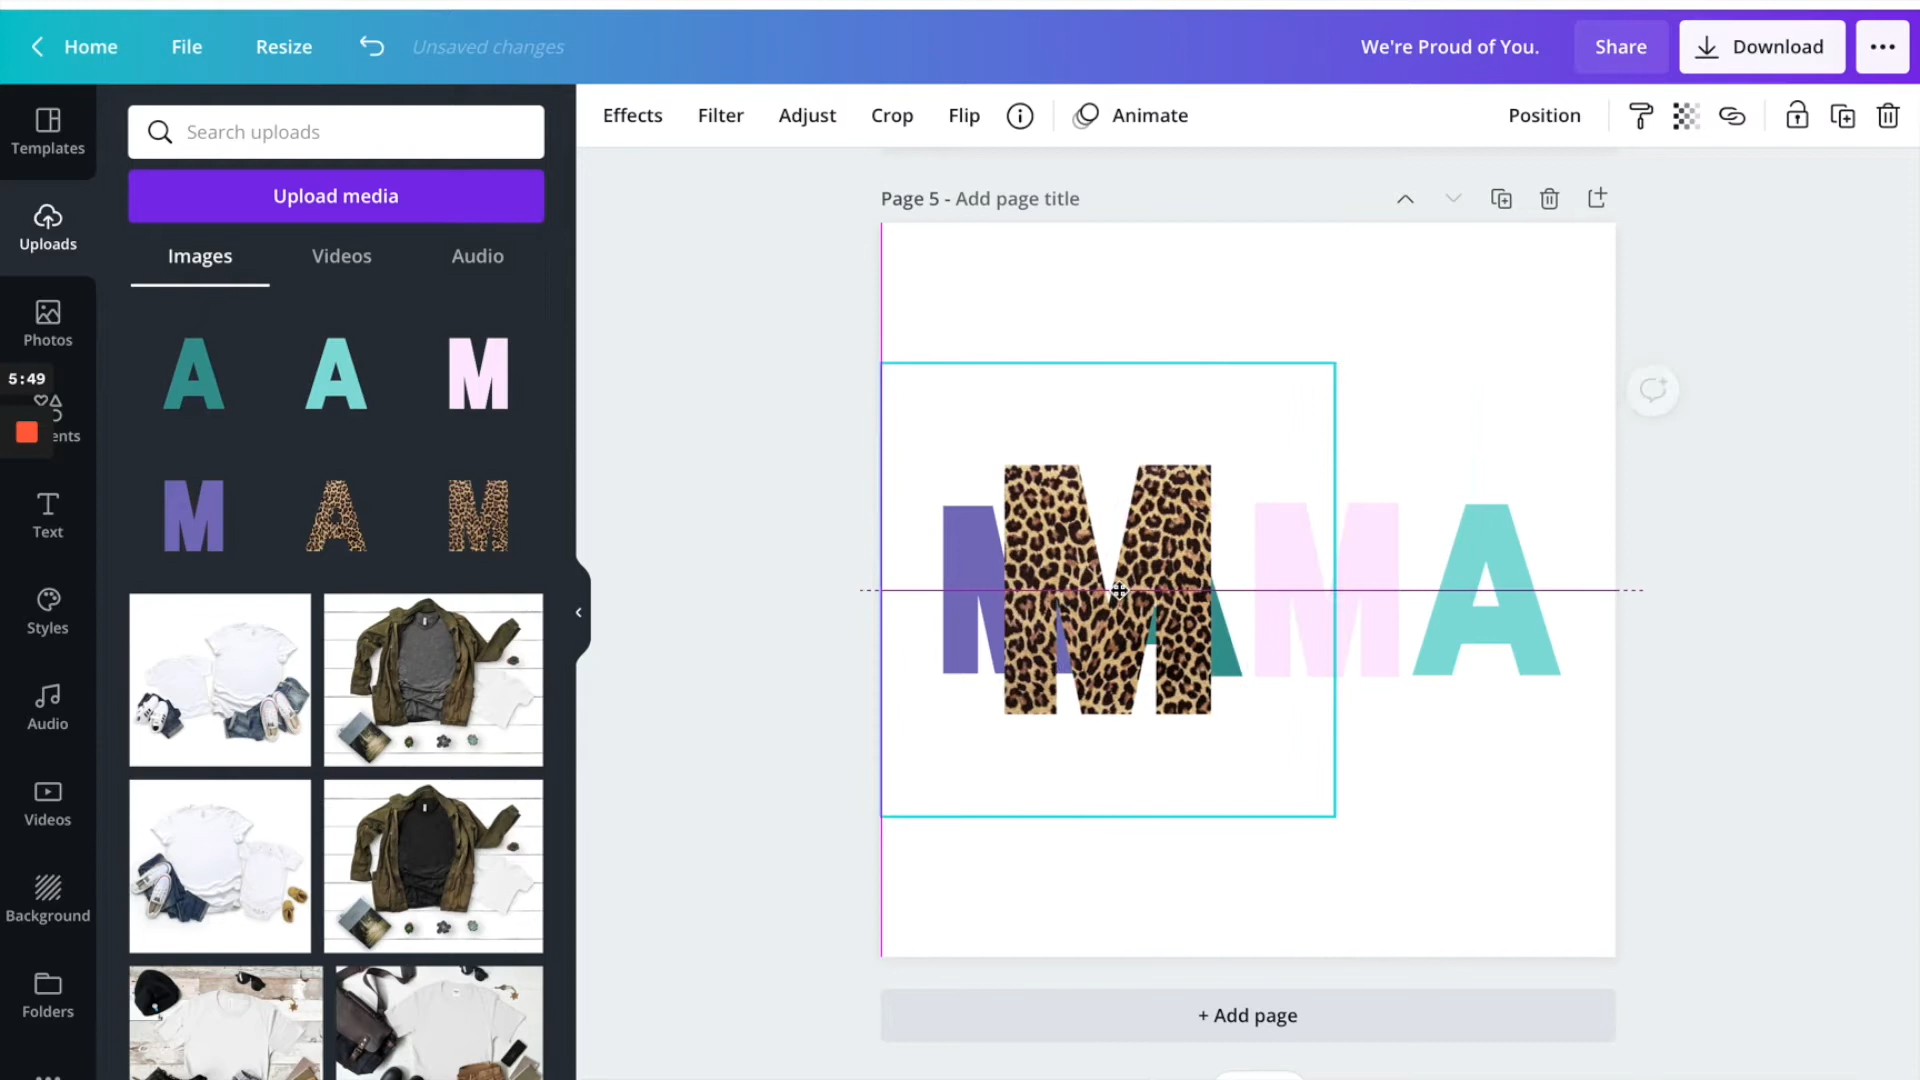 Home File Resize Unsaved changes We're Proud of You. Share Download
Effects Filter Adjust Crop Flip Animate Position
Templates
Uploads
Photos
5:49
ents
Text
Styles
Audio
Videos
Background
Folders
Search uploads
Upload media
Images Videos Audio
A A M
M A M
Page 5 - Add page title
M M A M A
+ Add page